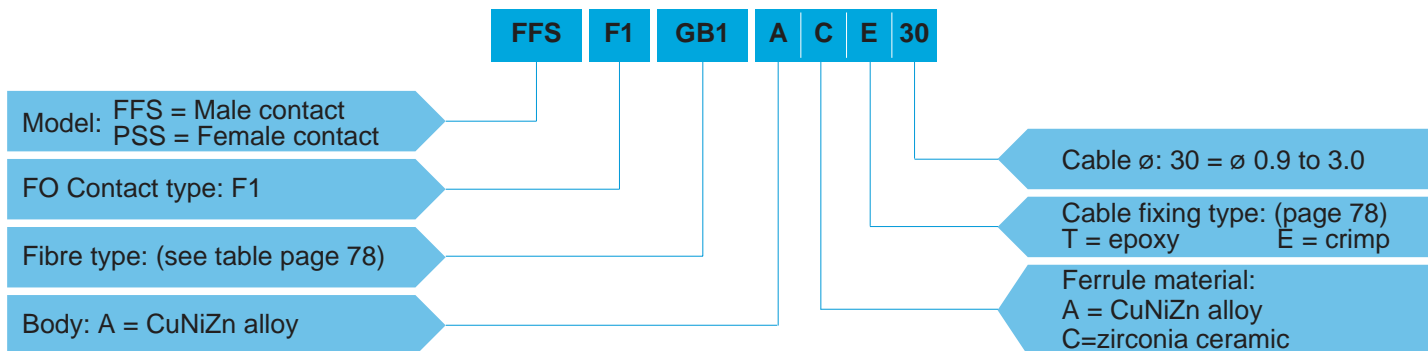 FFS F1 GB1 A C E 30
Model: FFS = Male contact
PSS = Female contact
FO Contact type: F1
Fibre type: (see table page 78)
Body: A = CuNiZn alloy
Cable ø: 30 = ø 0.9 to 3.0
Cable fixing type: (page 78)
T = epoxy E = crimp
Ferrule material:
A = CuNiZn alloy
C=zirconia ceramic